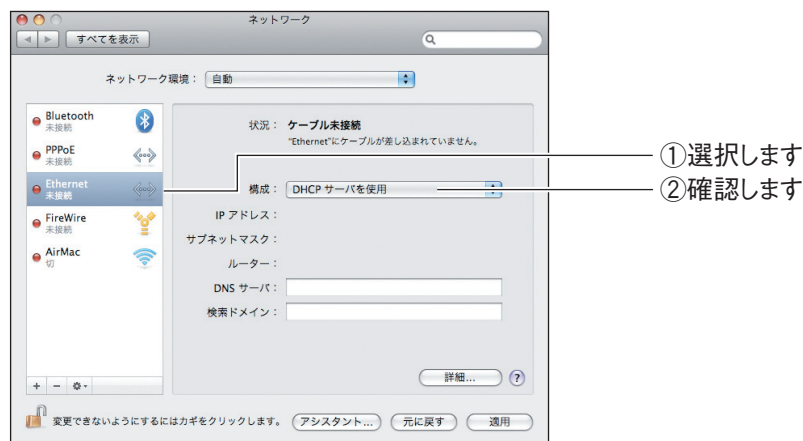 ネットワーク
すべてを表示
ネットワーク環境： 自動
Bluetooth
未接続
PPPoE
未接続
Ethernet
未接続
FireWire
未接続
AirMac
切
状況： ケーブル未接続
"Ethernet"にケーブルが差し込まれていません。
構成： DHCP サーバを使用
IP アドレス：
サブネットマスク：
ルーター：
DNS サーバ：
検索ドメイン：
①選択します
②確認します
詳細... ?
+ −
変更できないようにするにはカギをクリックします。 アシスタント... 元に戻す 適用